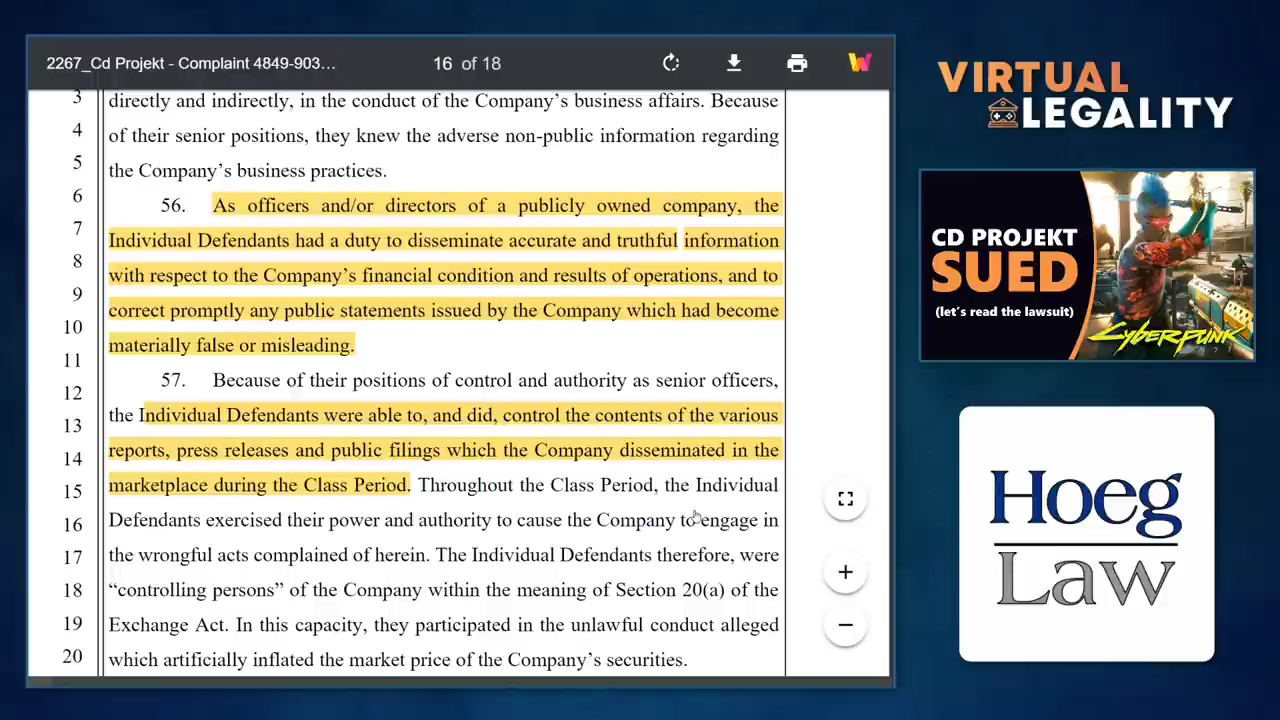 2267_Cd Projekt - Complaint 4849-903...
16 of 18
3 directly and indirectly, in the conduct of the Company's business affairs. Because
4 of their senior positions, they knew the adverse non-public information regarding
5 the Company's business practices.
6 56. As officers and/or directors of a publicly owned company, the
7 Individual Defendants had a duty to disseminate accurate and truthful information
8 with respect to the Company's financial condition and results of operations, and to
9 correct promptly any public statements issued by the Company which had become
10 materially false or misleading.
11 57. Because of their positions of control and authority as senior officers,
12 the Individual Defendants were able to, and did, control the contents of the various
13 reports, press releases and public filings which the Company disseminated in the
14 marketplace during the Class Period. Throughout the Class Period, the Individual
15 Defendants exercised their power and authority to cause the Company to engage in
16 the wrongful acts complained of herein. The Individual Defendants therefore, were
17 “controlling persons” of the Company within the meaning of Section 20(a) of the
18 Exchange Act. In this capacity, they participated in the unlawful conduct alleged
19 which artificially inflated the market price of the Company's securities.
20
VIRTUAL
LEGALITY
CD PROJEKT
SUED
(let's read the lawsuit)
Cyberpunk
Hoeg
Law